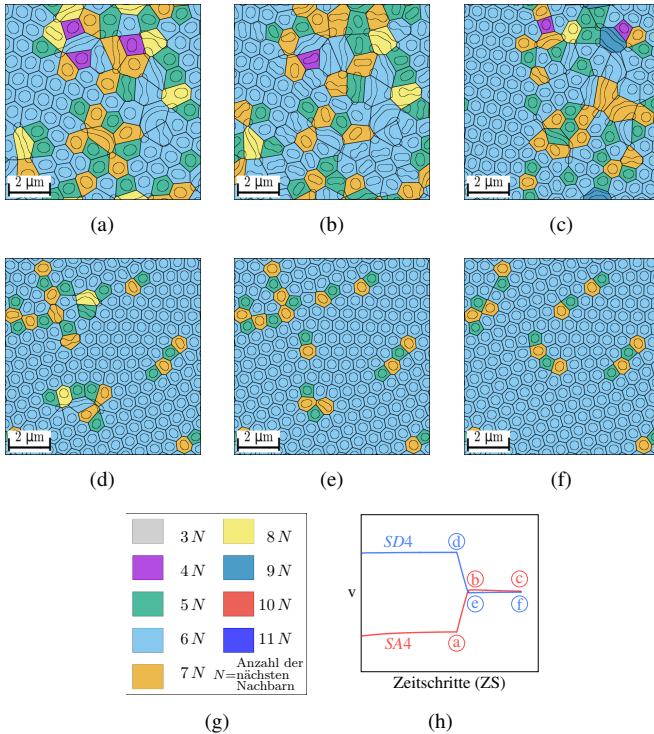 2 µm
2 µm
2 µm
(a)
(b)
(c)
2 µm
2 µm
2 µm
(d)
(e)
(f)
3 N
8 N
4 N
9 N
5 N
10 N
6 N
11 N
7 N
N=Anzahl der
nächsten
Nachbarn
(g)
SD4
d
v
b
c
e
f
SA4
a
Zeitschritte (ZS)
(h)